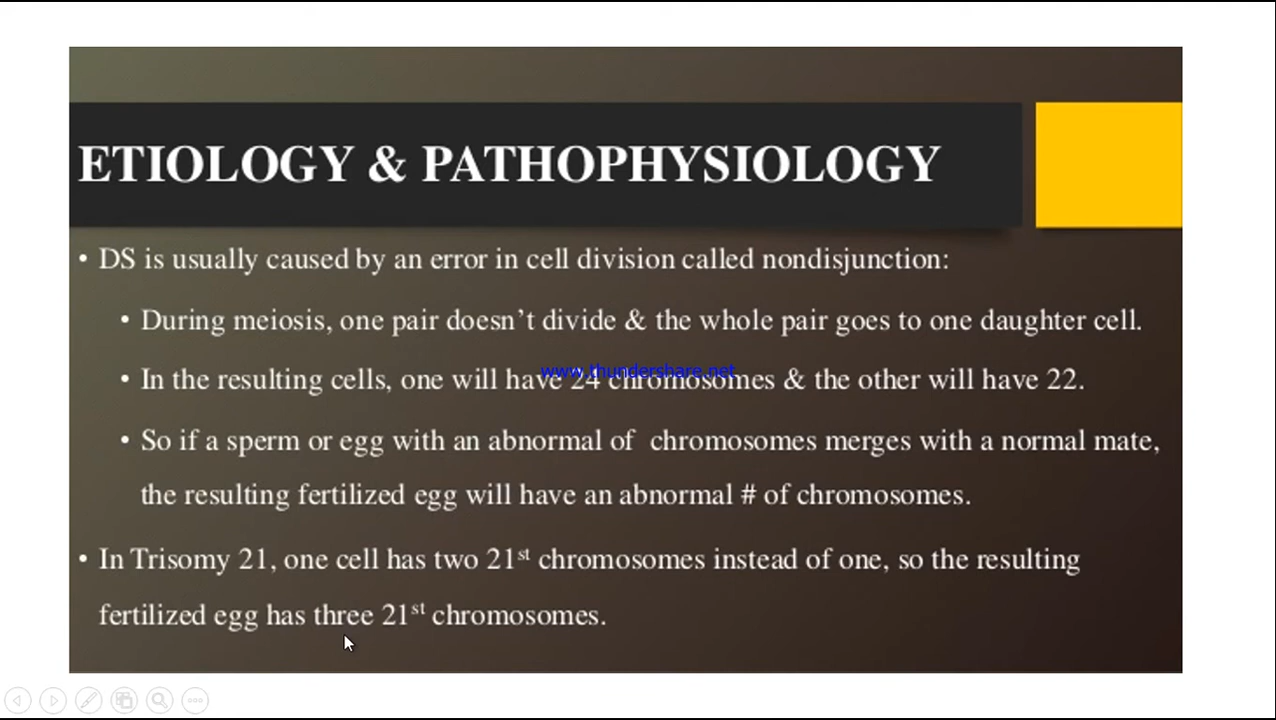 ETIOLOGY & PATHOPHYSIOLOGY
• DS is usually caused by an error in cell division called nondisjunction:
• During meiosis, one pair doesn't divide & the whole pair goes to one daughter cell.
www.thundershare.net
• In the resulting cells, one will have 24 chromosomes & the other will have 22.
• So if a sperm or egg with an abnormal of chromosomes merges with a normal mate,
the resulting fertilized egg will have an abnormal # of chromosomes.
• In Trisomy 21, one cell has two 21st chromosomes instead of one, so the resulting
fertilized egg has three 21st chromosomes.